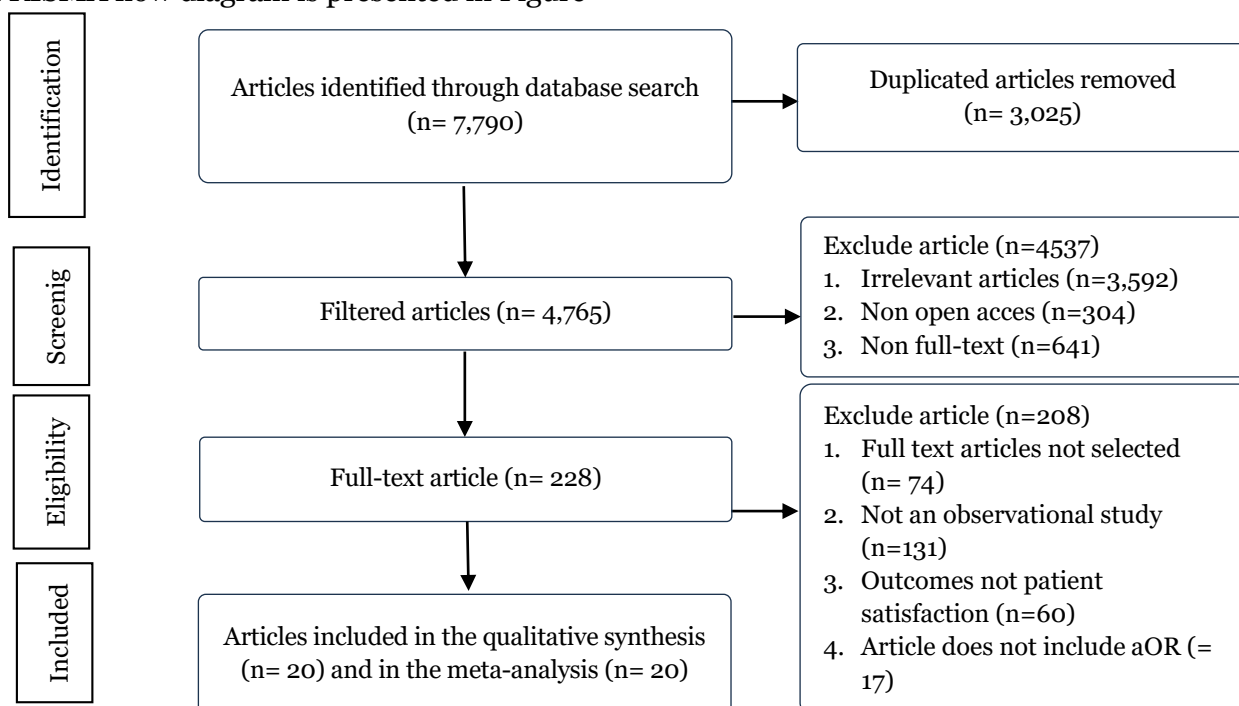 flow diagram is presented in Figure
Identification
Articles identified through database search
(n= 7,790)
Duplicated articles removed
(n= 3,025)
Screenig
Filtered articles (n= 4,765)
Exclude article (n=4537)
1. Irrelevant articles (n=3,592)
2. Non open acces (n=304)
3. Non full-text (n=641)
Eligibility
Full-text article (n= 228)
Exclude article (n=208)
1. Full text articles not selected
(n= 74)
2. Not an observational study
(n=131)
3. Outcomes not patient
satisfaction (n=60)
4. Article does not include aOR (=
17)
Included
Articles included in the qualitative synthesis
(n= 20) and in the meta-analysis (n= 20)